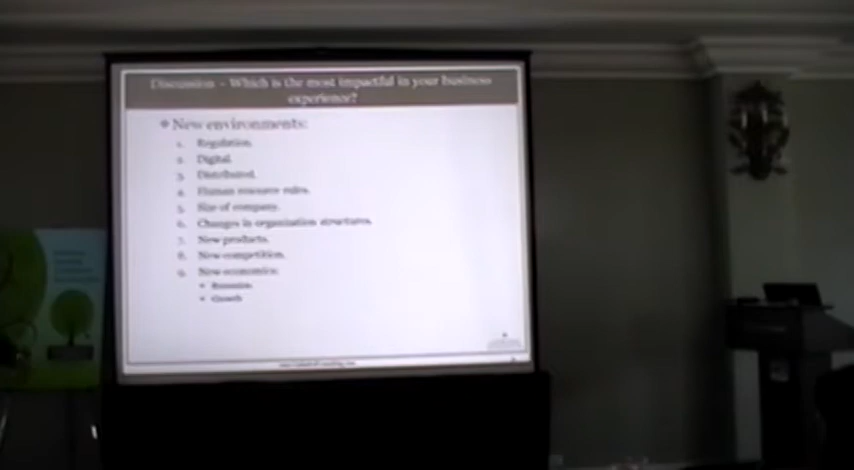 Discussion – Which is the most impactful in your business
experience?
New environments:
1. Regulation.
2. Digital.
3. Distributed.
4. Human resource rules.
5. Size of company.
6. Changes in organization structures.
7. New products.
8. New competition.
9. New economics:
Recession
Growth